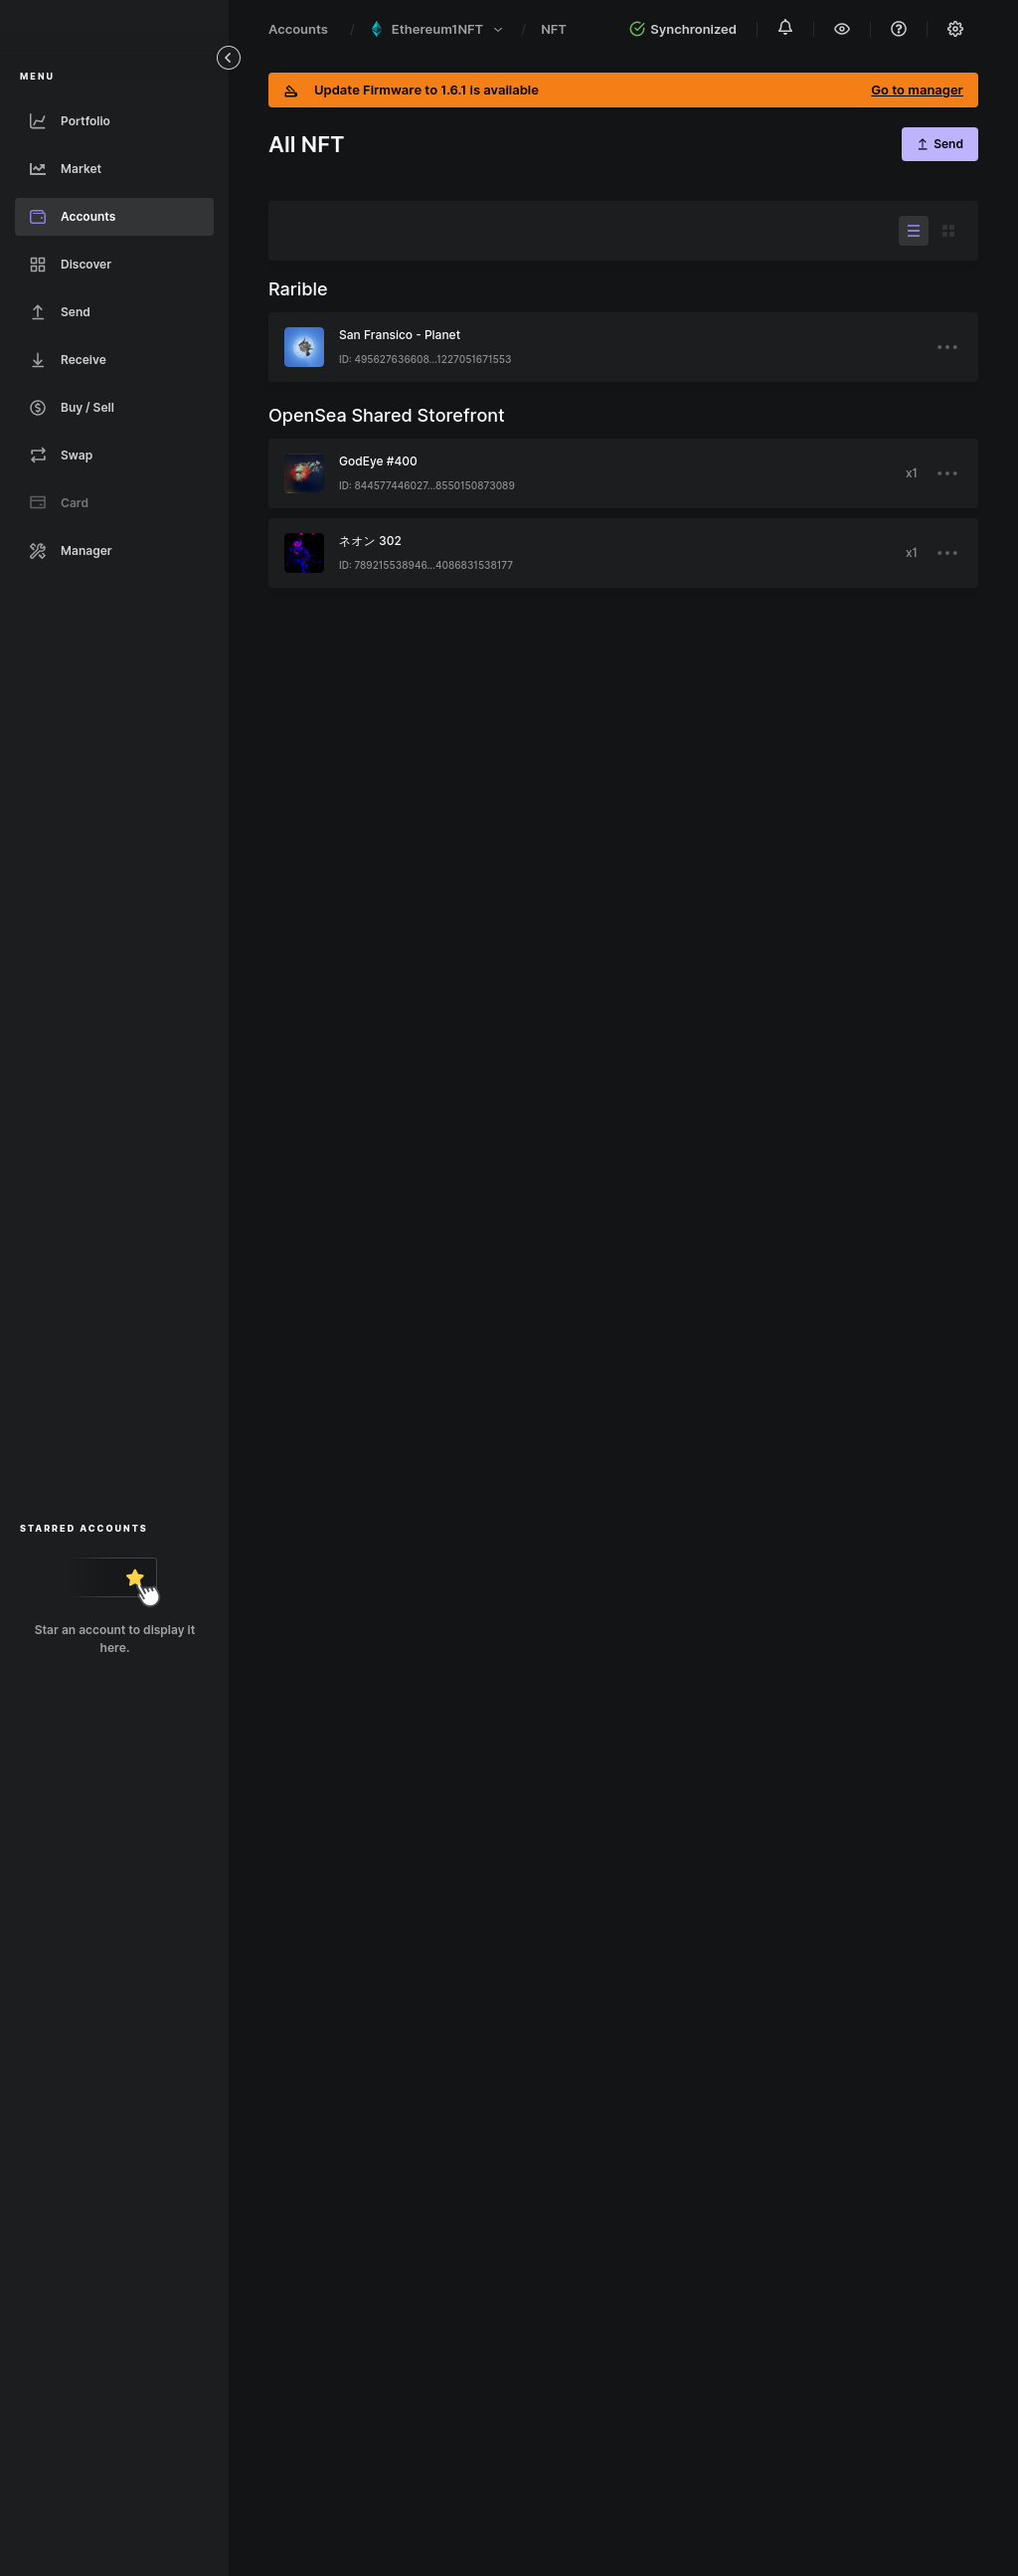 MENU
Portfolio
Market
Accounts
Discover
Send
Receive
Buy / Sell
Swap
Card
Manager
STARRED ACCOUNTS
Star an account to display it
here.
Accounts / Ethereum1NFT / NFT
Synchronized
Update Firmware to 1.6.1 is available
Go to manager
All NFT
Send
Rarible
San Fransico - Planet
ID: 495627636608...1227051671553
OpenSea Shared Storefront
GodEye #400
ID: 844577446027...8550150873089
x1
ネオン 302
ID: 789215538946...4086831538177
x1